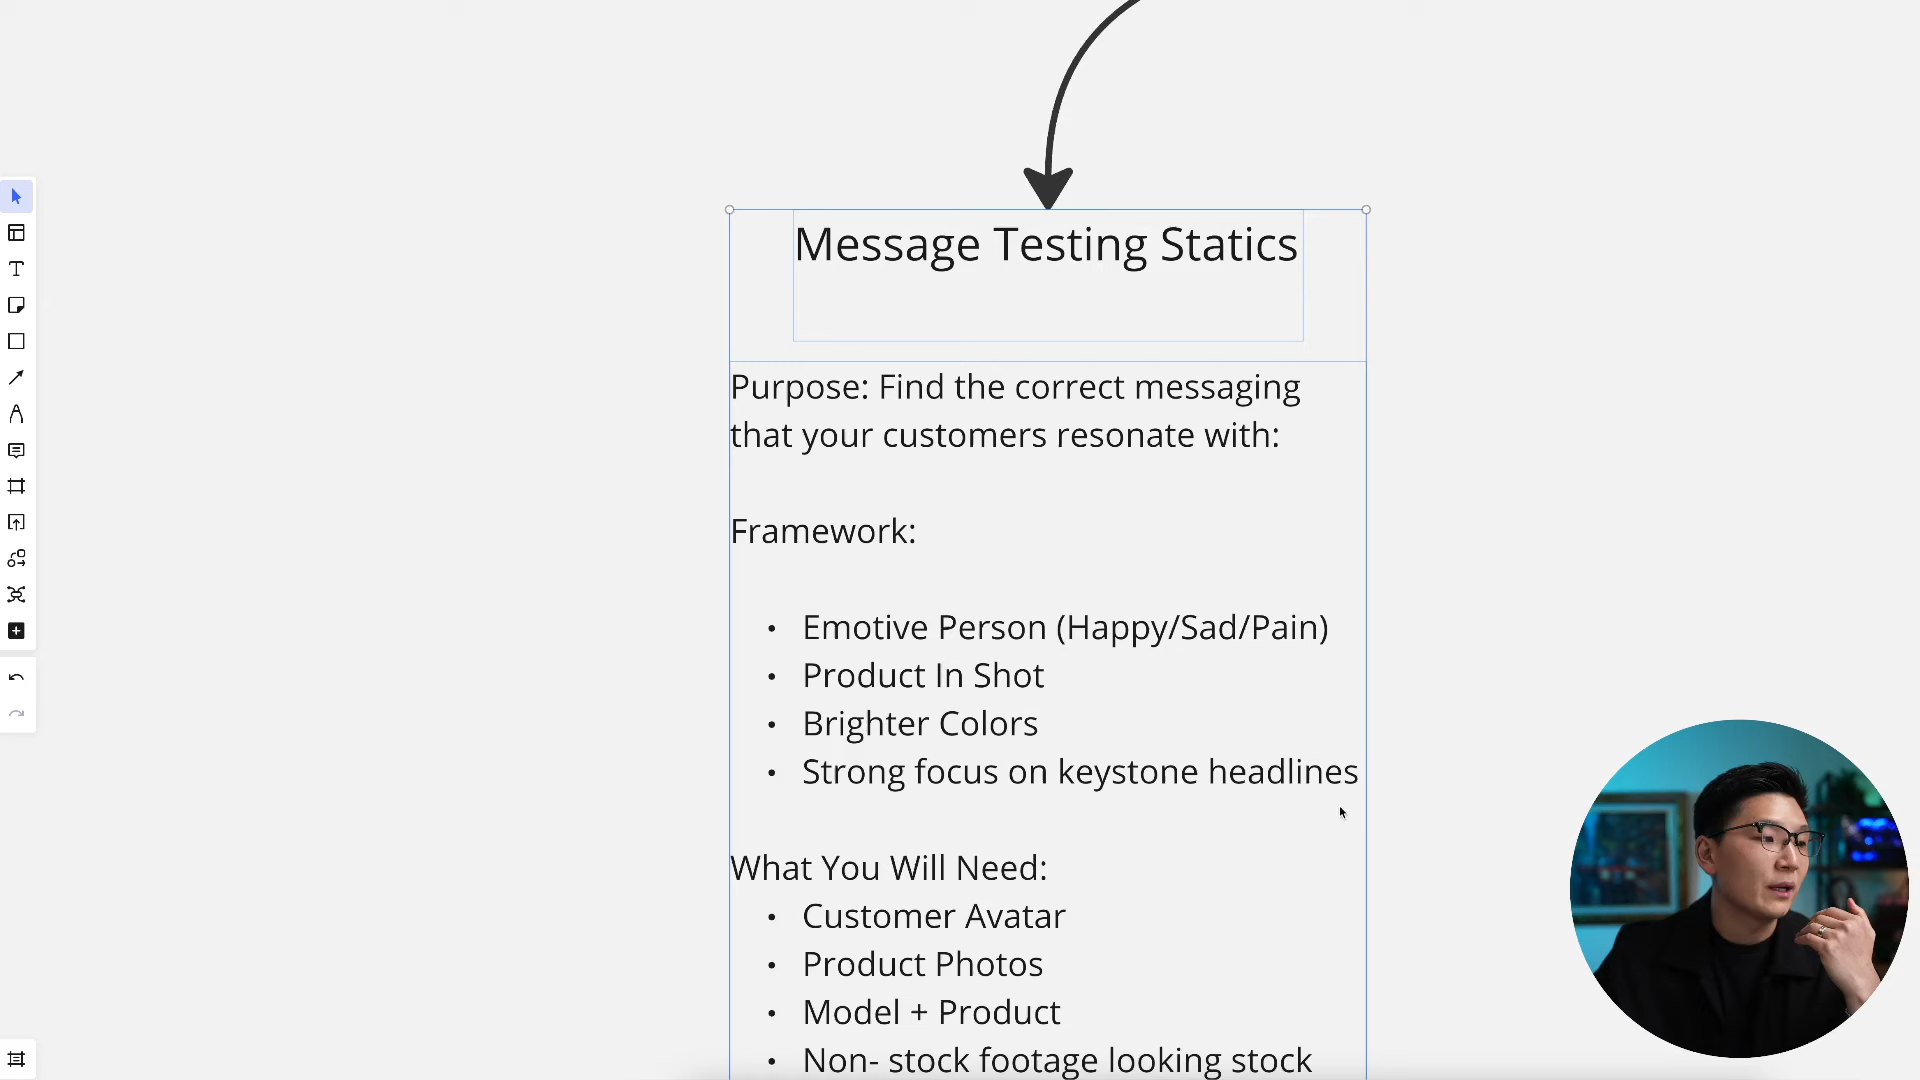 Message Testing Statics
Purpose: Find the correct messaging
that your customers resonate with:
Framework:
• Emotive Person (Happy/Sad/Pain)
• Product In Shot
• Brighter Colors
• Strong focus on keystone headlines
What You Will Need:
• Customer Avatar
• Product Photos
• Model + Product
• Non- stock footage looking stock